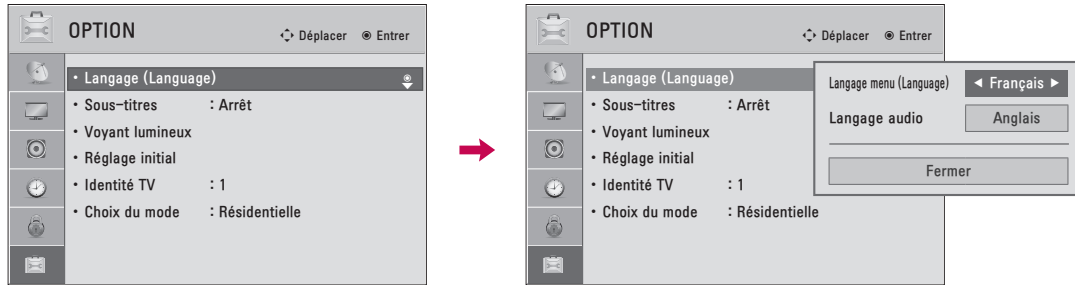 OPTION
Déplacer
Entrer
• Langage (Language)
• Sous-titres : Arrêt
• Voyant lumineux
• Réglage initial
• Identité TV : 1
• Choix du mode : Résidentielle
OPTION
Déplacer
Entrer
• Langage (Language)
• Sous-titres : Arrêt
• Voyant lumineux
• Réglage initial
• Identité TV : 1
• Choix du mode : Résidentielle
Langage menu (Language) ◄ Français ►
Langage audio Anglais
Fermer